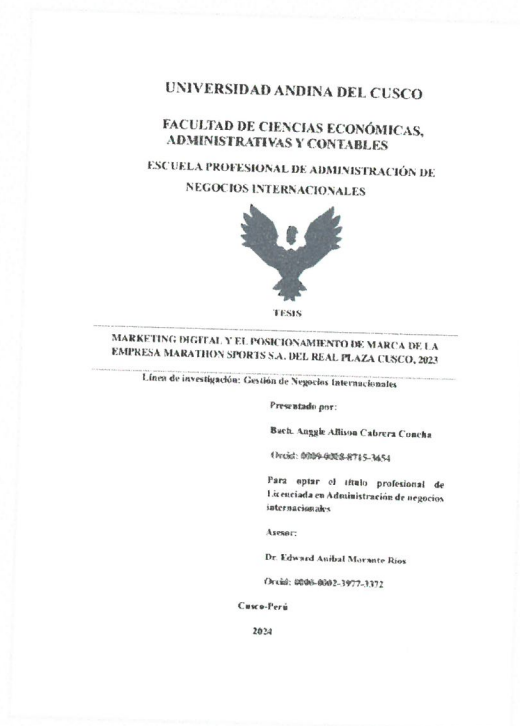 UNIVERSIDAD ANDINA DEL CUSCO
FACULTAD DE CIENCIAS ECONÓMICAS,
ADMINISTRATIVAS Y CONTABLES
ESCUELA PROFESIONAL DE ADMINISTRACIÓN DE
NEGOCIOS INTERNACIONALES
TESIS
MARKETING DIGITAL Y EL POSICIONAMIENTO DE MARCA DE LA
EMPRESA MARATHON SPORTS S.A. DEL REAL PLAZA CUSCO, 2023
Línea de investigación: Gestión de Negocios Internacionales
Presentado por:
Bach. Anggie Allison Cabrera Concha
Orcid: 0009-0008-8715-3654
Para optar el título profesional de
Licenciada en Administración de negocios
internacionales
Asesor:
Dr. Edward Aníbal Morante Ríos
Orcid: 0000-0002-3977-3372
Cusco-Perú
2024